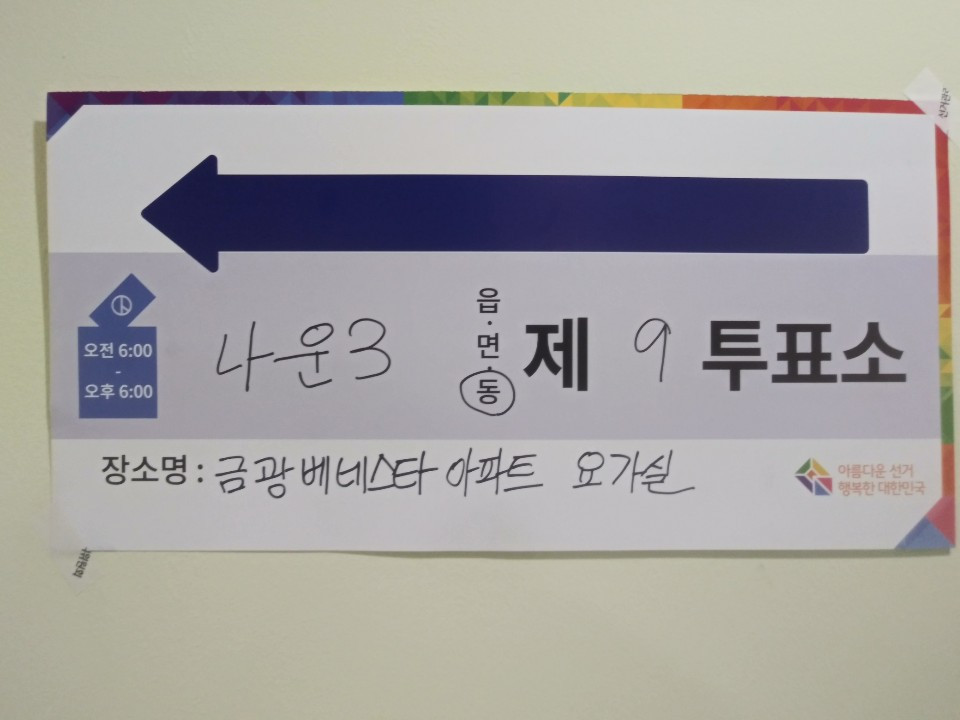 오전 6:00
-
오후 6:00
나운3 읍·면·동 제 9 투표소
장소명 : 금광베네스타 아파트 요가실
아름다운 선거
행복한 대한민국